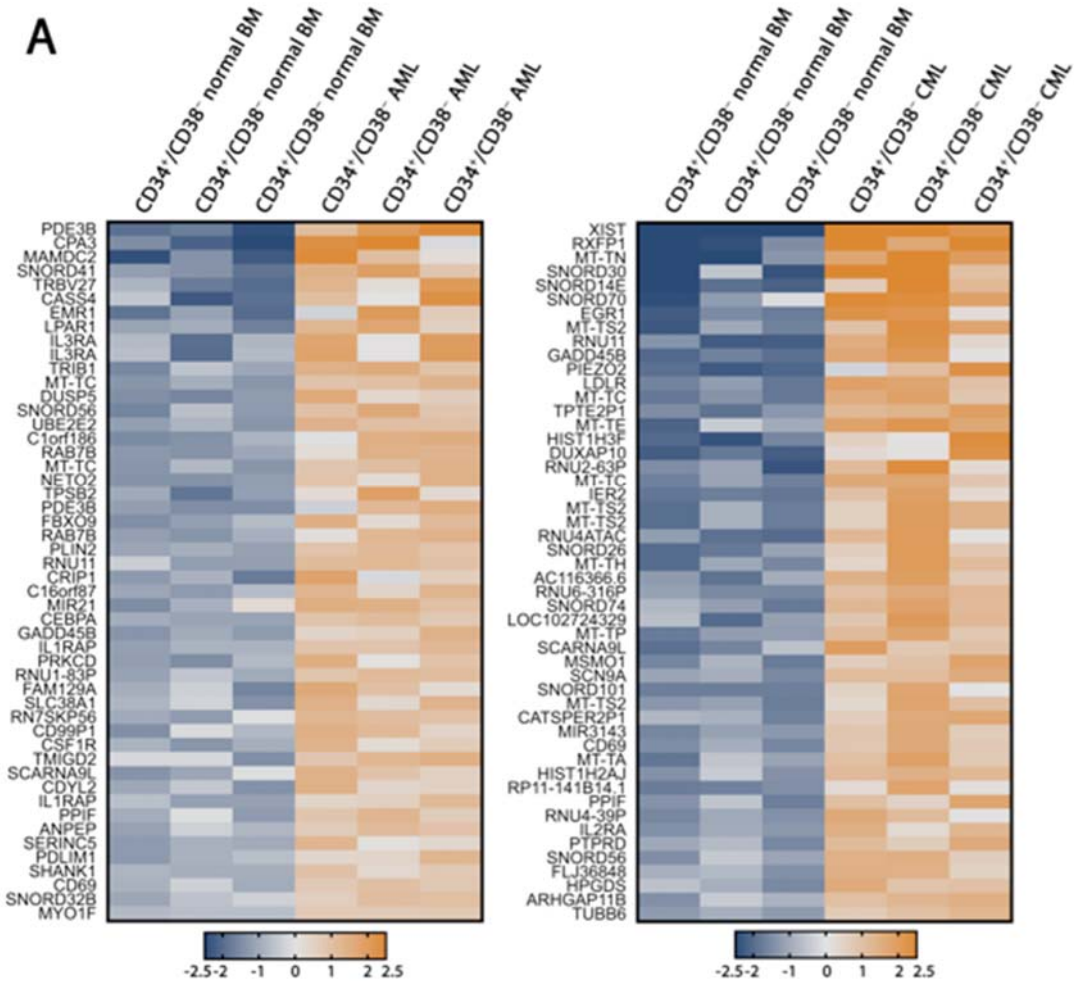 A
CD34+/CD38− normal BM
CD34+/CD38− normal BM
CD34+/CD38− normal BM
CD34+/CD38− AML
CD34+/CD38− AML
CD34+/CD38− AML
PDE3B
CPA3
MAMDC2
SNORD41
TRBV27
CASS4
EMR1
LPAR1
IL3RA
IL3RA
TRIB1
MT-TC
DUSP5
SNORD56
UBE2E2
C1orf186
RAB7B
MT-TC
NETO2
TPSB2
PDE3B
FBXO9
RAB7B
PLIN2
RNU11
CRIP1
C16orf87
MIR21
CEBPA
GADD45B
IL1RAP
PRKCD
RNU1-83P
FAM129A
SLC38A1
RN7SKP56
CD99P1
CSF1R
TMIGD2
SCARNA9L
CDYL2
IL1RAP
PPIF
ANPEP
SERINC5
PDLIM1
SHANK1
CD69
SNORD32B
MYO1F
-2.5 -2 -1 0 1 2 2.5
CD34+/CD38− normal BM
CD34+/CD38− normal BM
CD34+/CD38− normal BM
CD34+/CD38− CML
CD34+/CD38− CML
CD34+/CD38− CML
XIST
RXFP1
MT-TN
SNORD30
SNORD14E
SNORD70
EGR1
MT-TS2
RNU11
GADD45B
PIEZO2
LDLR
MT-TC
TPTE2P1
MT-TE
HIST1H3F
DUXAP10
RNU2-63P
MT-TC
IER2
MT-TS2
MT-TS2
RNU4ATAC
SNORD26
MT-TH
AC116366.6
RNU6-316P
SNORD74
LOC102724329
MT-TP
SCARNA9L
MSMO1
SCN9A
SNORD101
MT-TS2
CATSPER2P1
MIR3143
CD69
MT-TA
HIST1H2AJ
RP11-141B14.1
PPIF
RNU4-39P
IL2RA
PTPRD
SNORD56
FLJ36848
HPGDS
ARHGAP11B
TUBB6
-2.5 -2 -1 0 1 2 2.5